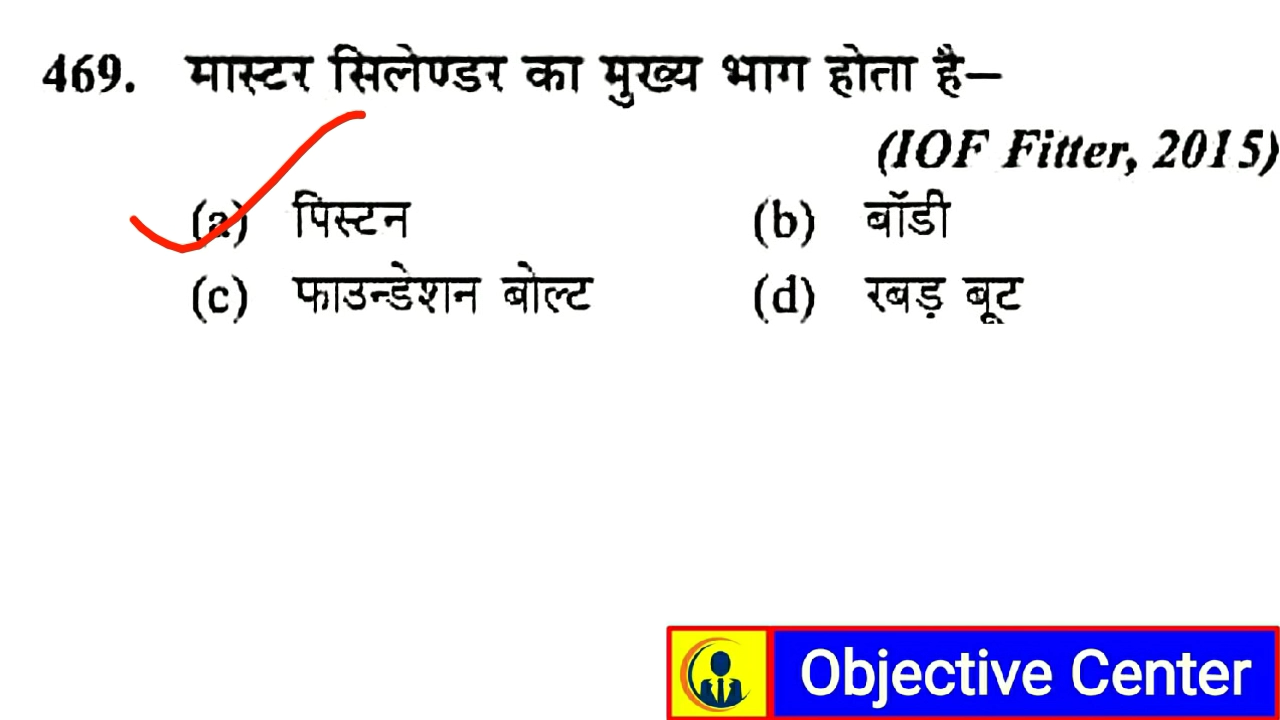 469. मास्टर सिलेण्डर का मुख्य भाग होता है–
(IOF Fitter, 2015)
(a) पिस्टन (b) बॉडी
(c) फाउन्डेशन बोल्ट (d) रबड़ बूट
Objective Center